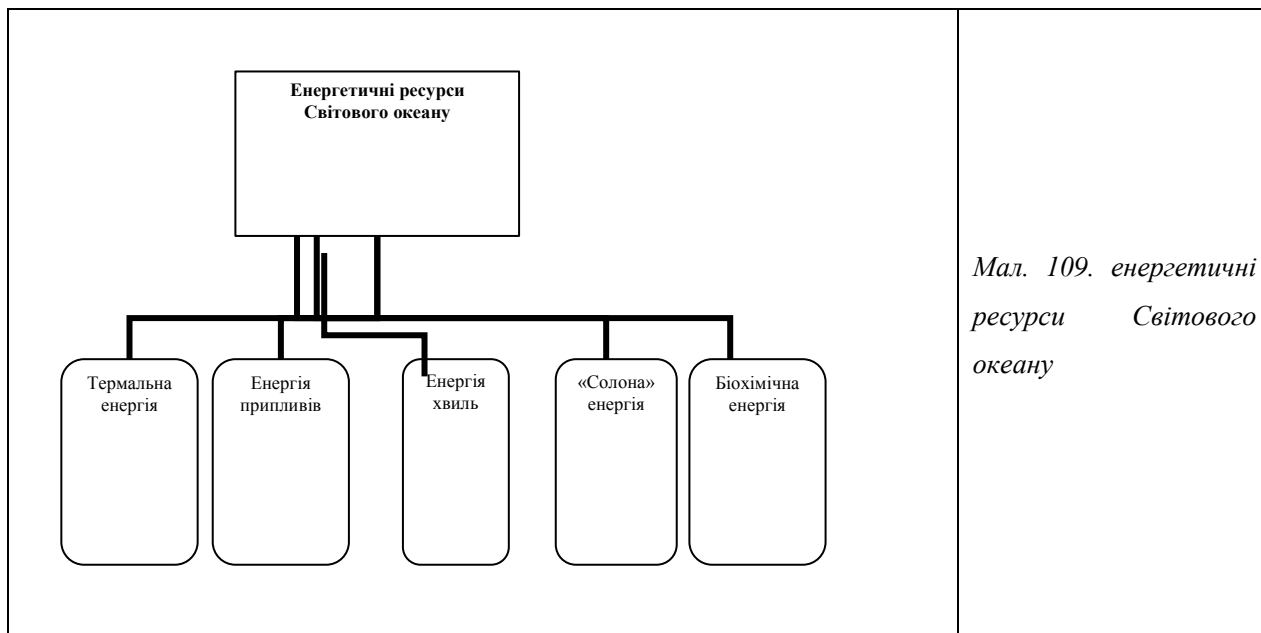 Енергетичні ресурси
Світового океану
Термальна
енергія
Енергія
припливів
Енергія
хвиль
«Солона»
енергія
Біохімічна
енергія
Мал. 109. енергетичні
ресурси Світового
океану